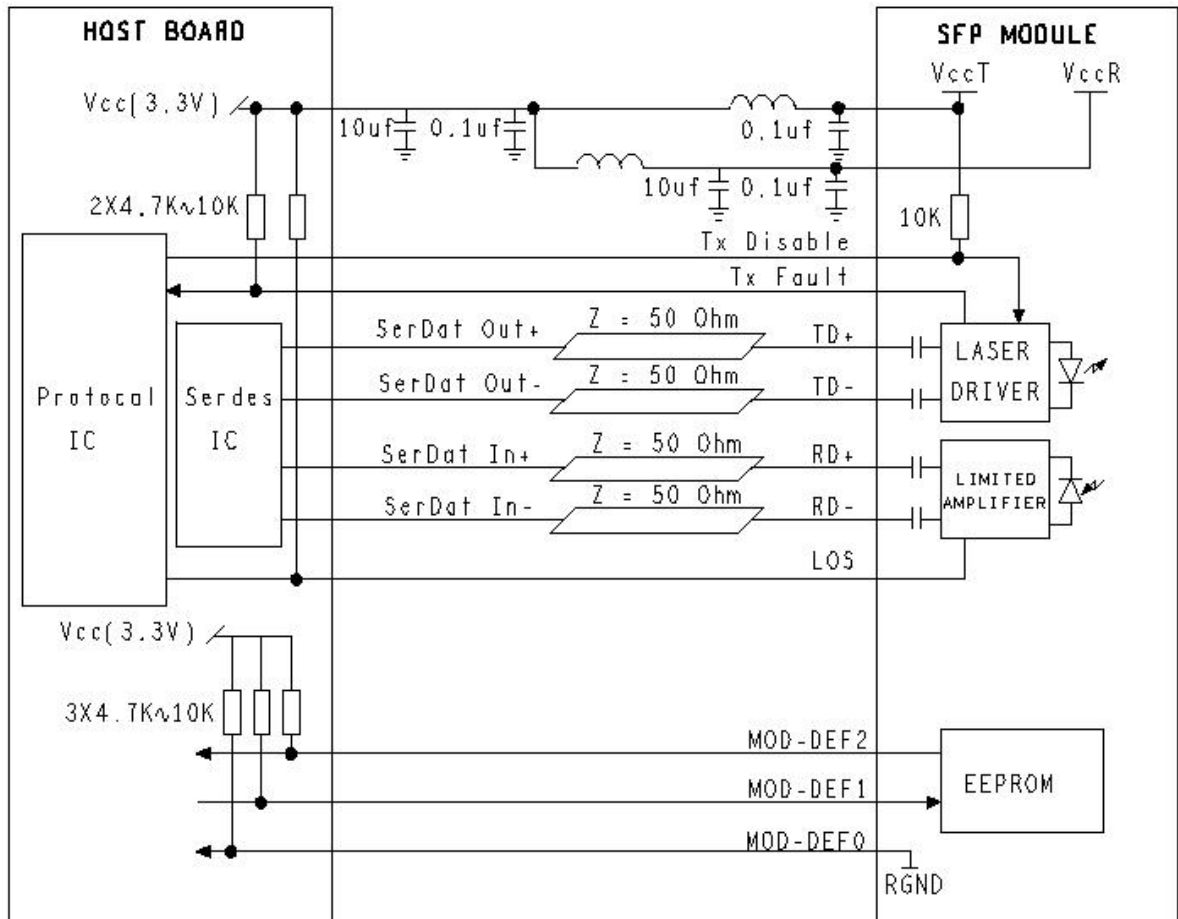 HOST BOARD
SFP MODULE
VccT
VccR
Vcc(3.3V)
10uf
0.1uf
0.1uf
10uf
0.1uf
2X4.7K∿10K
10K
Tx Disable
Tx Fault
Z = 50 Ohm
SerDat Out+
TD+
Z = 50 Ohm
SerDat Out-
TD-
LASER
DRIVER
Protocal
IC
Serdes
IC
Z = 50 Ohm
SerDat In+
RD+
Z = 50 Ohm
SerDat In-
RD-
LIMITED
AMPLIFIER
LOS
Vcc(3.3V)
3X4.7K∿10K
MOD-DEF2
MOD-DEF1
EEPROM
MOD-DEF0
RGND